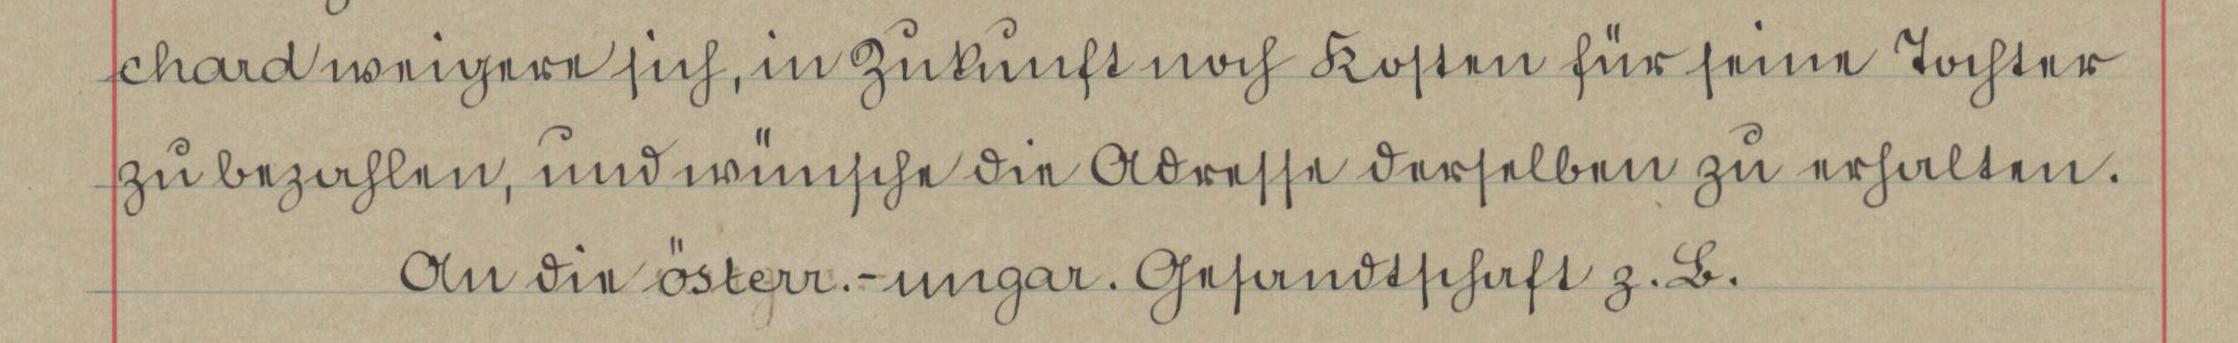 chard weigere sich, in Zukunft noch Kosten für seine Tochter
zu bezahlen, und wünsche die Adresse derselben zu erhalten.
An die österr.-ungar. Gesandtschaft z. B.